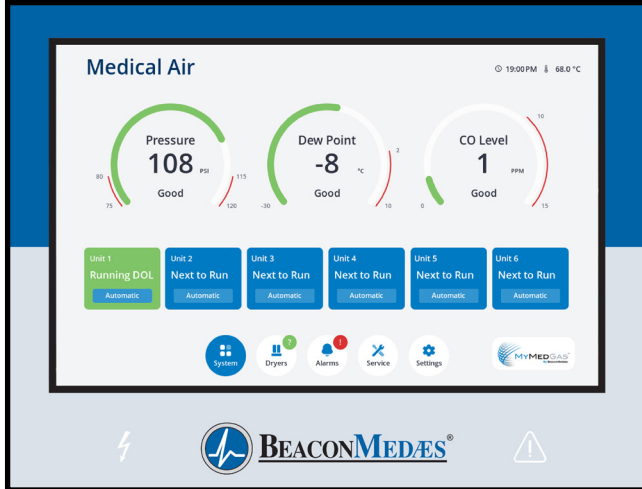 Medical Air
19:00PM 68.0 °C
Pressure
108 PSI
Good
80
115
75
120
Dew Point
-8 °C
Good
3
-30
10
CO Level
1 PPM
Good
10
0
15
Unit 1
Running DOL
Automatic
Unit 2
Next to Run
Automatic
Unit 3
Next to Run
Automatic
Unit 4
Next to Run
Automatic
Unit 5
Next to Run
Automatic
Unit 6
Next to Run
Automatic
System
?
Dryers
!
Alarms
Service
Settings
MYMEDGAS®
By BeaconMedaes
BEACONMEDÆS®